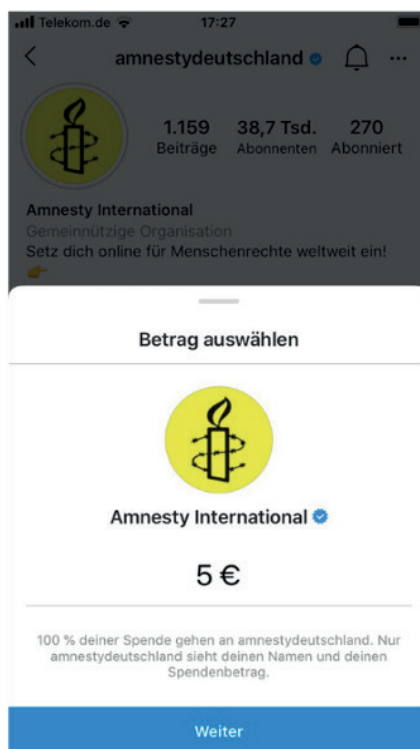 Telekom.de 17:27
amnestydeutschland
1.159 38,7 Tsd. 270
Beiträge Abonnenten Abonniert
Amnesty International
Gemeinnützige Organisation
Setz dich online für Menschenrechte weltweit ein!
Betrag auswählen
Amnesty International
5 €
100 % deiner Spende gehen an amnestydeutschland. Nur
amnestydeutschland sieht deinen Namen und deinen
Spendenbetrag.
Weiter